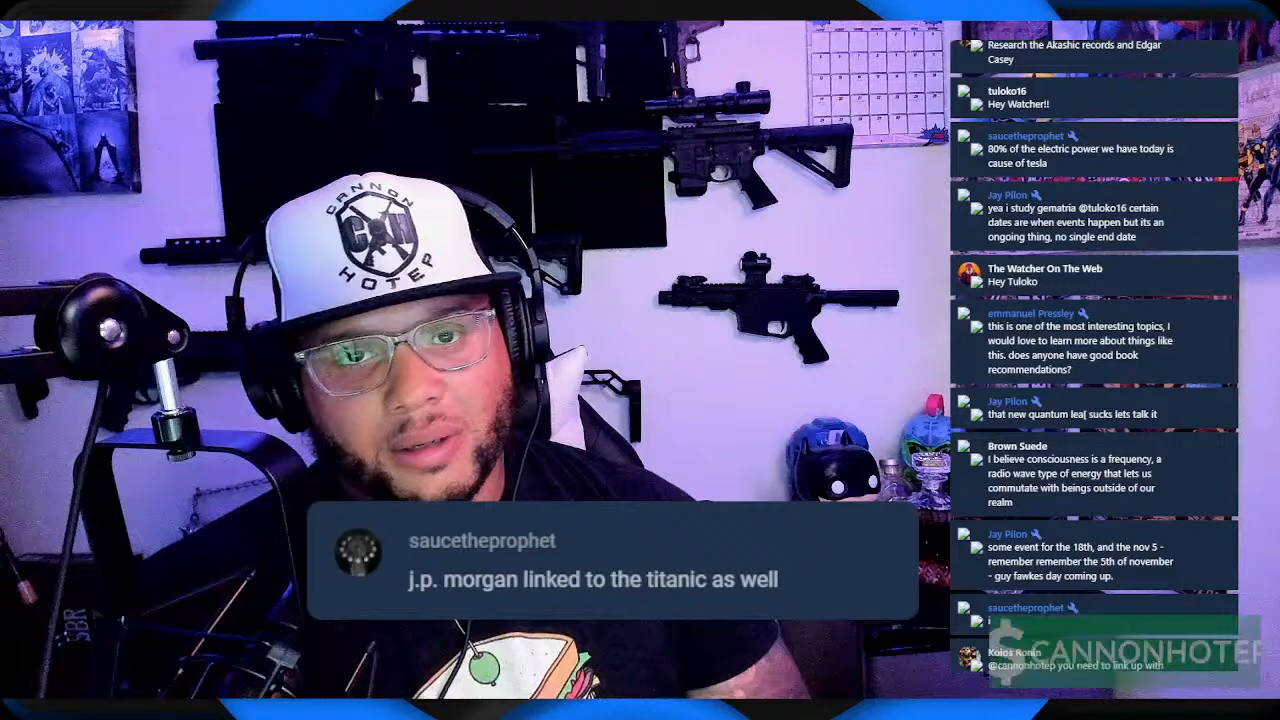 CANNON
C H
HOTEP
SBR
saucetheprophet
j.p. morgan linked to the titanic as well
Research the Akashic records and Edgar
Casey
tuloko16
Hey Watcher!!
saucetheprophet
80% of the electric power we have today is
cause of tesla
Jay Pilon
yea i study gematria @tuloko16 certain
dates are when events happen but its an
ongoing thing, no single end date
The Watcher On The Web
Hey Tuloko
emmanuel Pressley
this is one of the most interesting topics, I
would love to learn more about things like
this. does anyone have good book
recommendations?
Jay Pilon
that new quantum lea[ sucks lets talk it
Brown Suede
I believe consciousness is a frequency, a
radio wave type of energy that lets us
commutate with beings outside of our
realm
Jay Pilon
some event for the 18th, and the nov 5 -
remember remember the 5th of november
- guy fawkes day coming up.
saucetheprophet
Kolos Ronin
@cannonhotep you need to link up with
$CANNONHOTEP